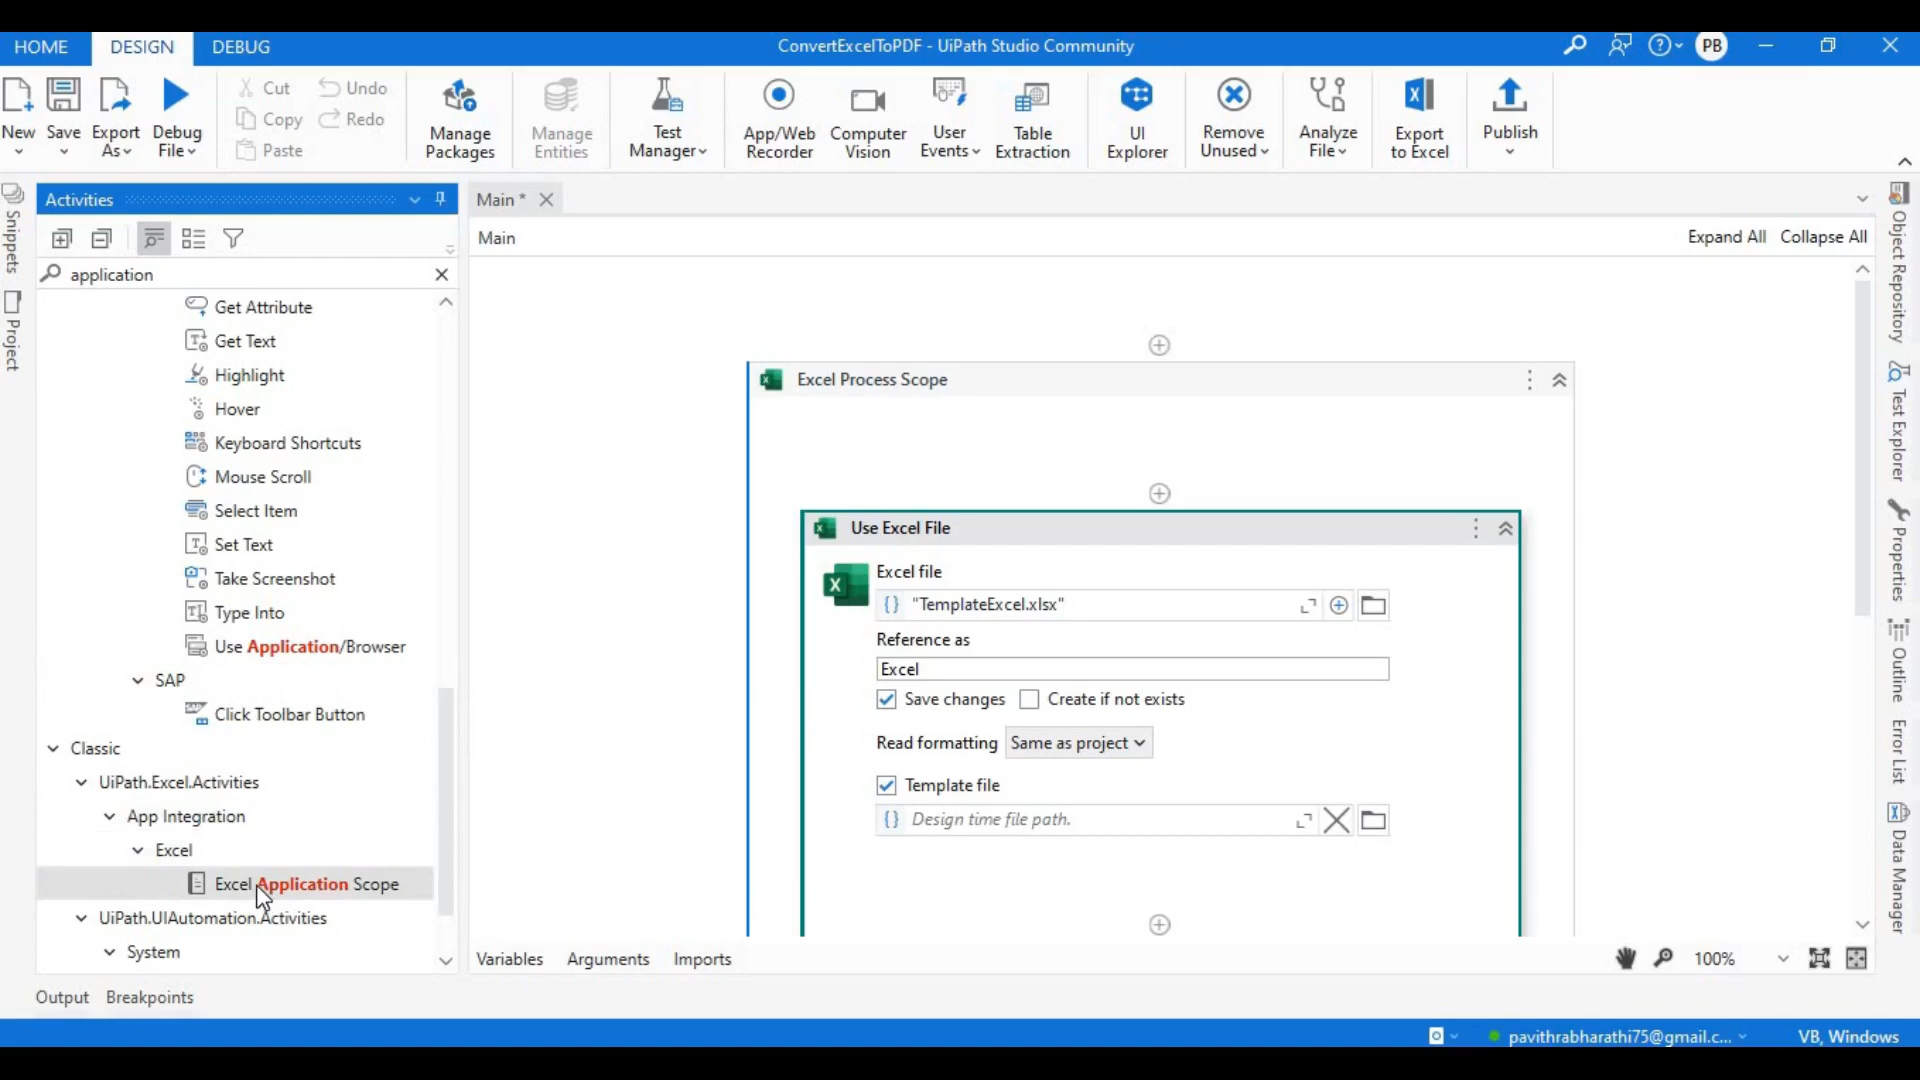 HOME DESIGN DEBUG ConvertExcelToPDF - UiPath Studio Community PB
New Save Export As Debug File Cut Copy Paste Undo Redo Manage Packages Manage Entities Test Manager App/Web Recorder Computer Vision User Events Table Extraction UI Explorer Remove Unused Analyze File Export to Excel Publish
Snippets
Project
Activities
application
Get Attribute
Get Text
Highlight
Hover
Keyboard Shortcuts
Mouse Scroll
Select Item
Set Text
Take Screenshot
Type Into
Use Application/Browser
SAP
Click Toolbar Button
Classic
UiPath.Excel.Activities
App Integration
Excel
Excel Application Scope
UiPath.UIAutomation.Activities
System
Main *
Main Expand All Collapse All
Excel Process Scope
Use Excel File
Excel file
"TemplateExcel.xlsx"
Reference as
Excel
Save changes Create if not exists
Read formatting Same as project
Template file
Design time file path.
Variables Arguments Imports 100%
Object Repository
Test Explorer
Properties
Outline
Error List
Data Manager
Output Breakpoints
pavithrabharathi75@gmail.c... VB, Windows